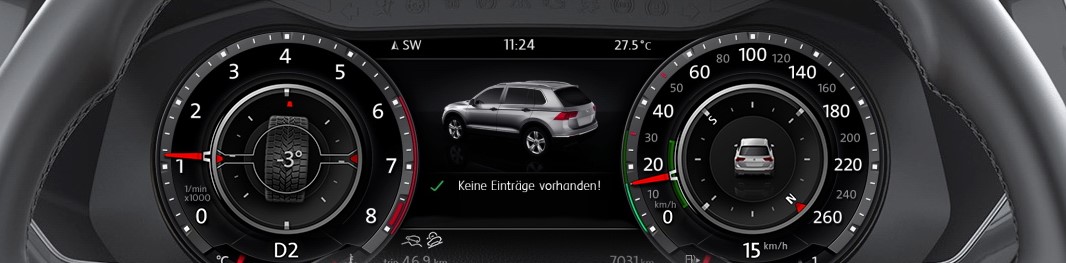 SW 11:24 27.5°C
1/min
x1000
0 1 2 3 4 5 6 7 8
-3°
D2
°C
Keine Einträge vorhanden!
trip 46.9 km 7031 km
0 10 20 30 40 50 60 80 100 120 140 160 180 200 220 240 260
km/h
S
N
15 km/h
1